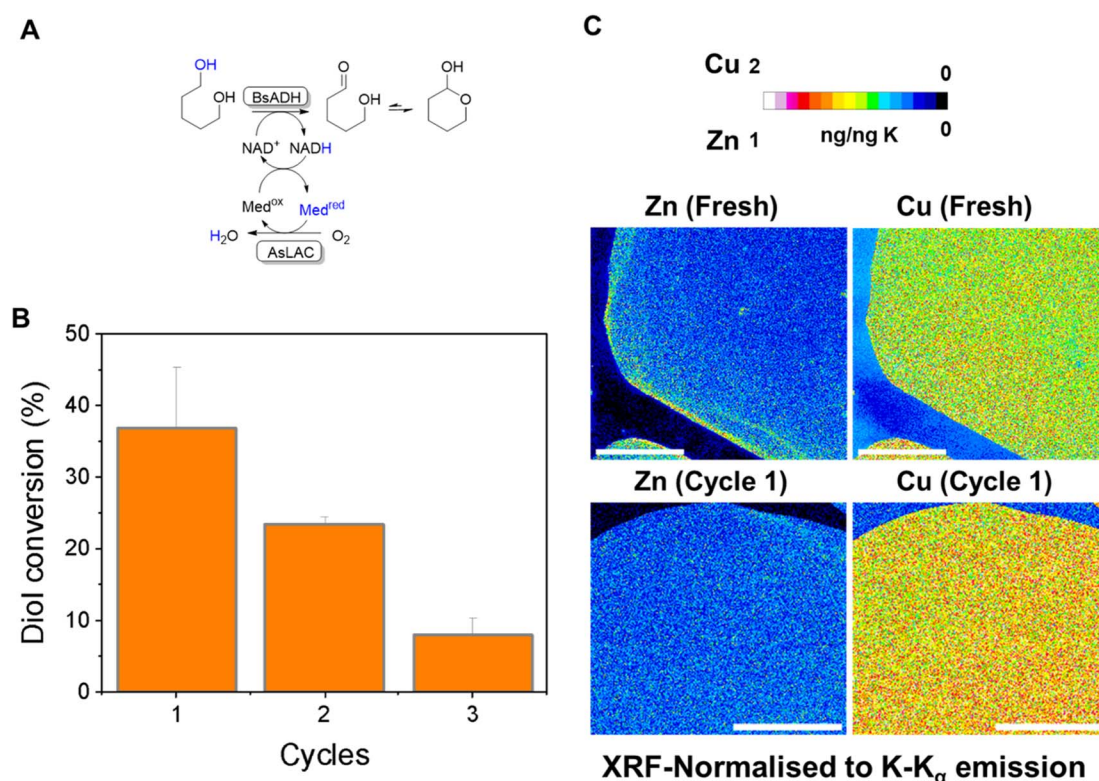 A
OH
OH
BsADH
O
OH
OH
O
NAD⁺
NADH
Medᵒˣ
Medʳᵉᵈ
H₂O
O₂
AsLAC
B
50
40
30
20
10
0
Diol conversion (%)
1
2
3
Cycles
C
Cu 2
0
Zn 1
0
ng/ng K
Zn (Fresh)
Cu (Fresh)
Zn (Cycle 1)
Cu (Cycle 1)
XRF-Normalised to K-Kα emission